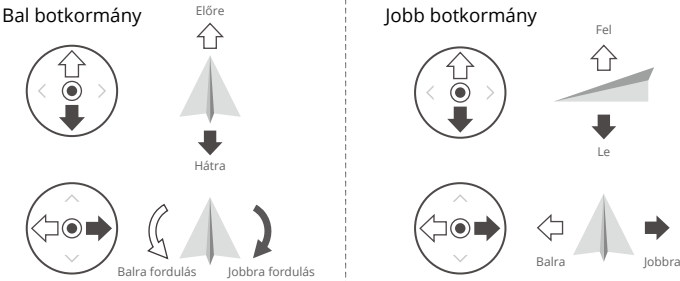 Bal botkormány
Előre
Hátra
Balra fordulás
Jobbra fordulás
Jobb botkormány
Fel
Le
Balra
Jobbra